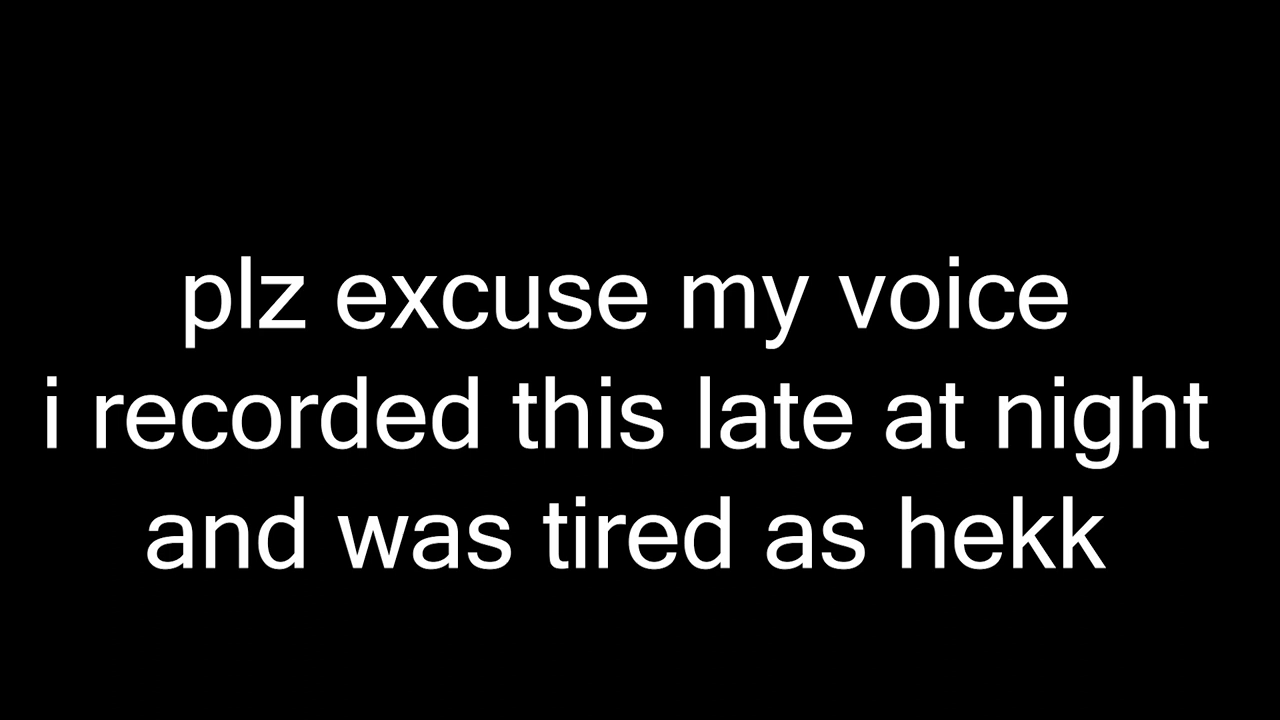 plz excuse my voice
i recorded this late at night
and was tired as hekk